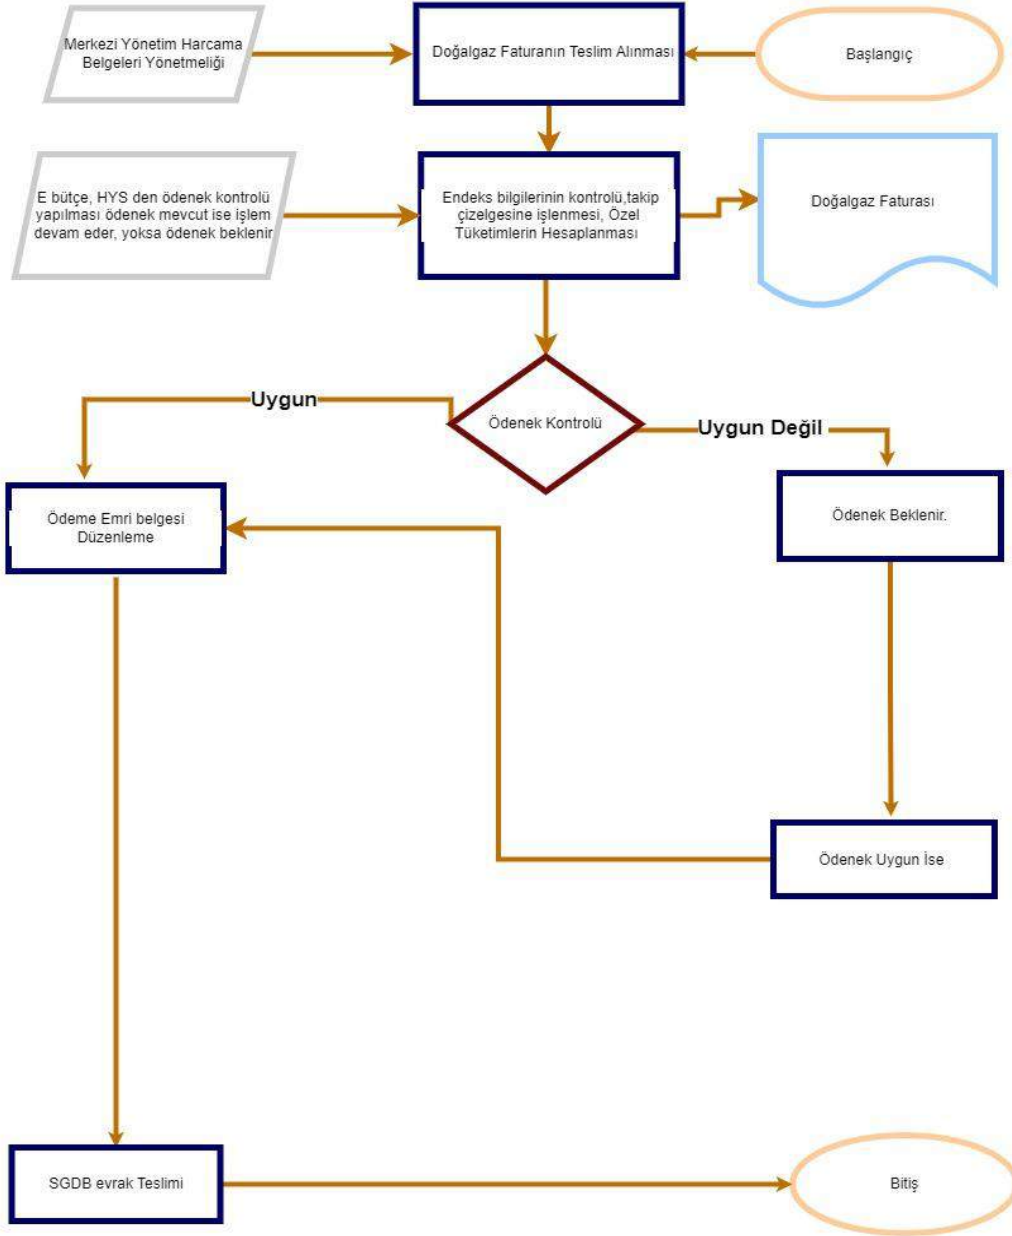 Merkezi Yönetim Harcama
Belgeleri Yönetmeliği
Doğalgaz Faturanın Teslim Alınması
Başlangıç
E bütçe, HYS den ödenek kontrolü
yapılması ödenek mevcut ise işlem
devam eder, yoksa ödenek beklenir
Endeks bilgilerinin kontrolü,takip
çizelgesine işlenmesi, Özel
Tüketimlerin Hesaplanması
Doğalgaz Faturası
Uygun
Ödenek Kontrolü
Uygun Değil
Ödeme Emri belgesi
Düzenleme
Ödenek Beklenir.
Ödenek Uygun İse
SGDB evrak Teslimi
Bitiş